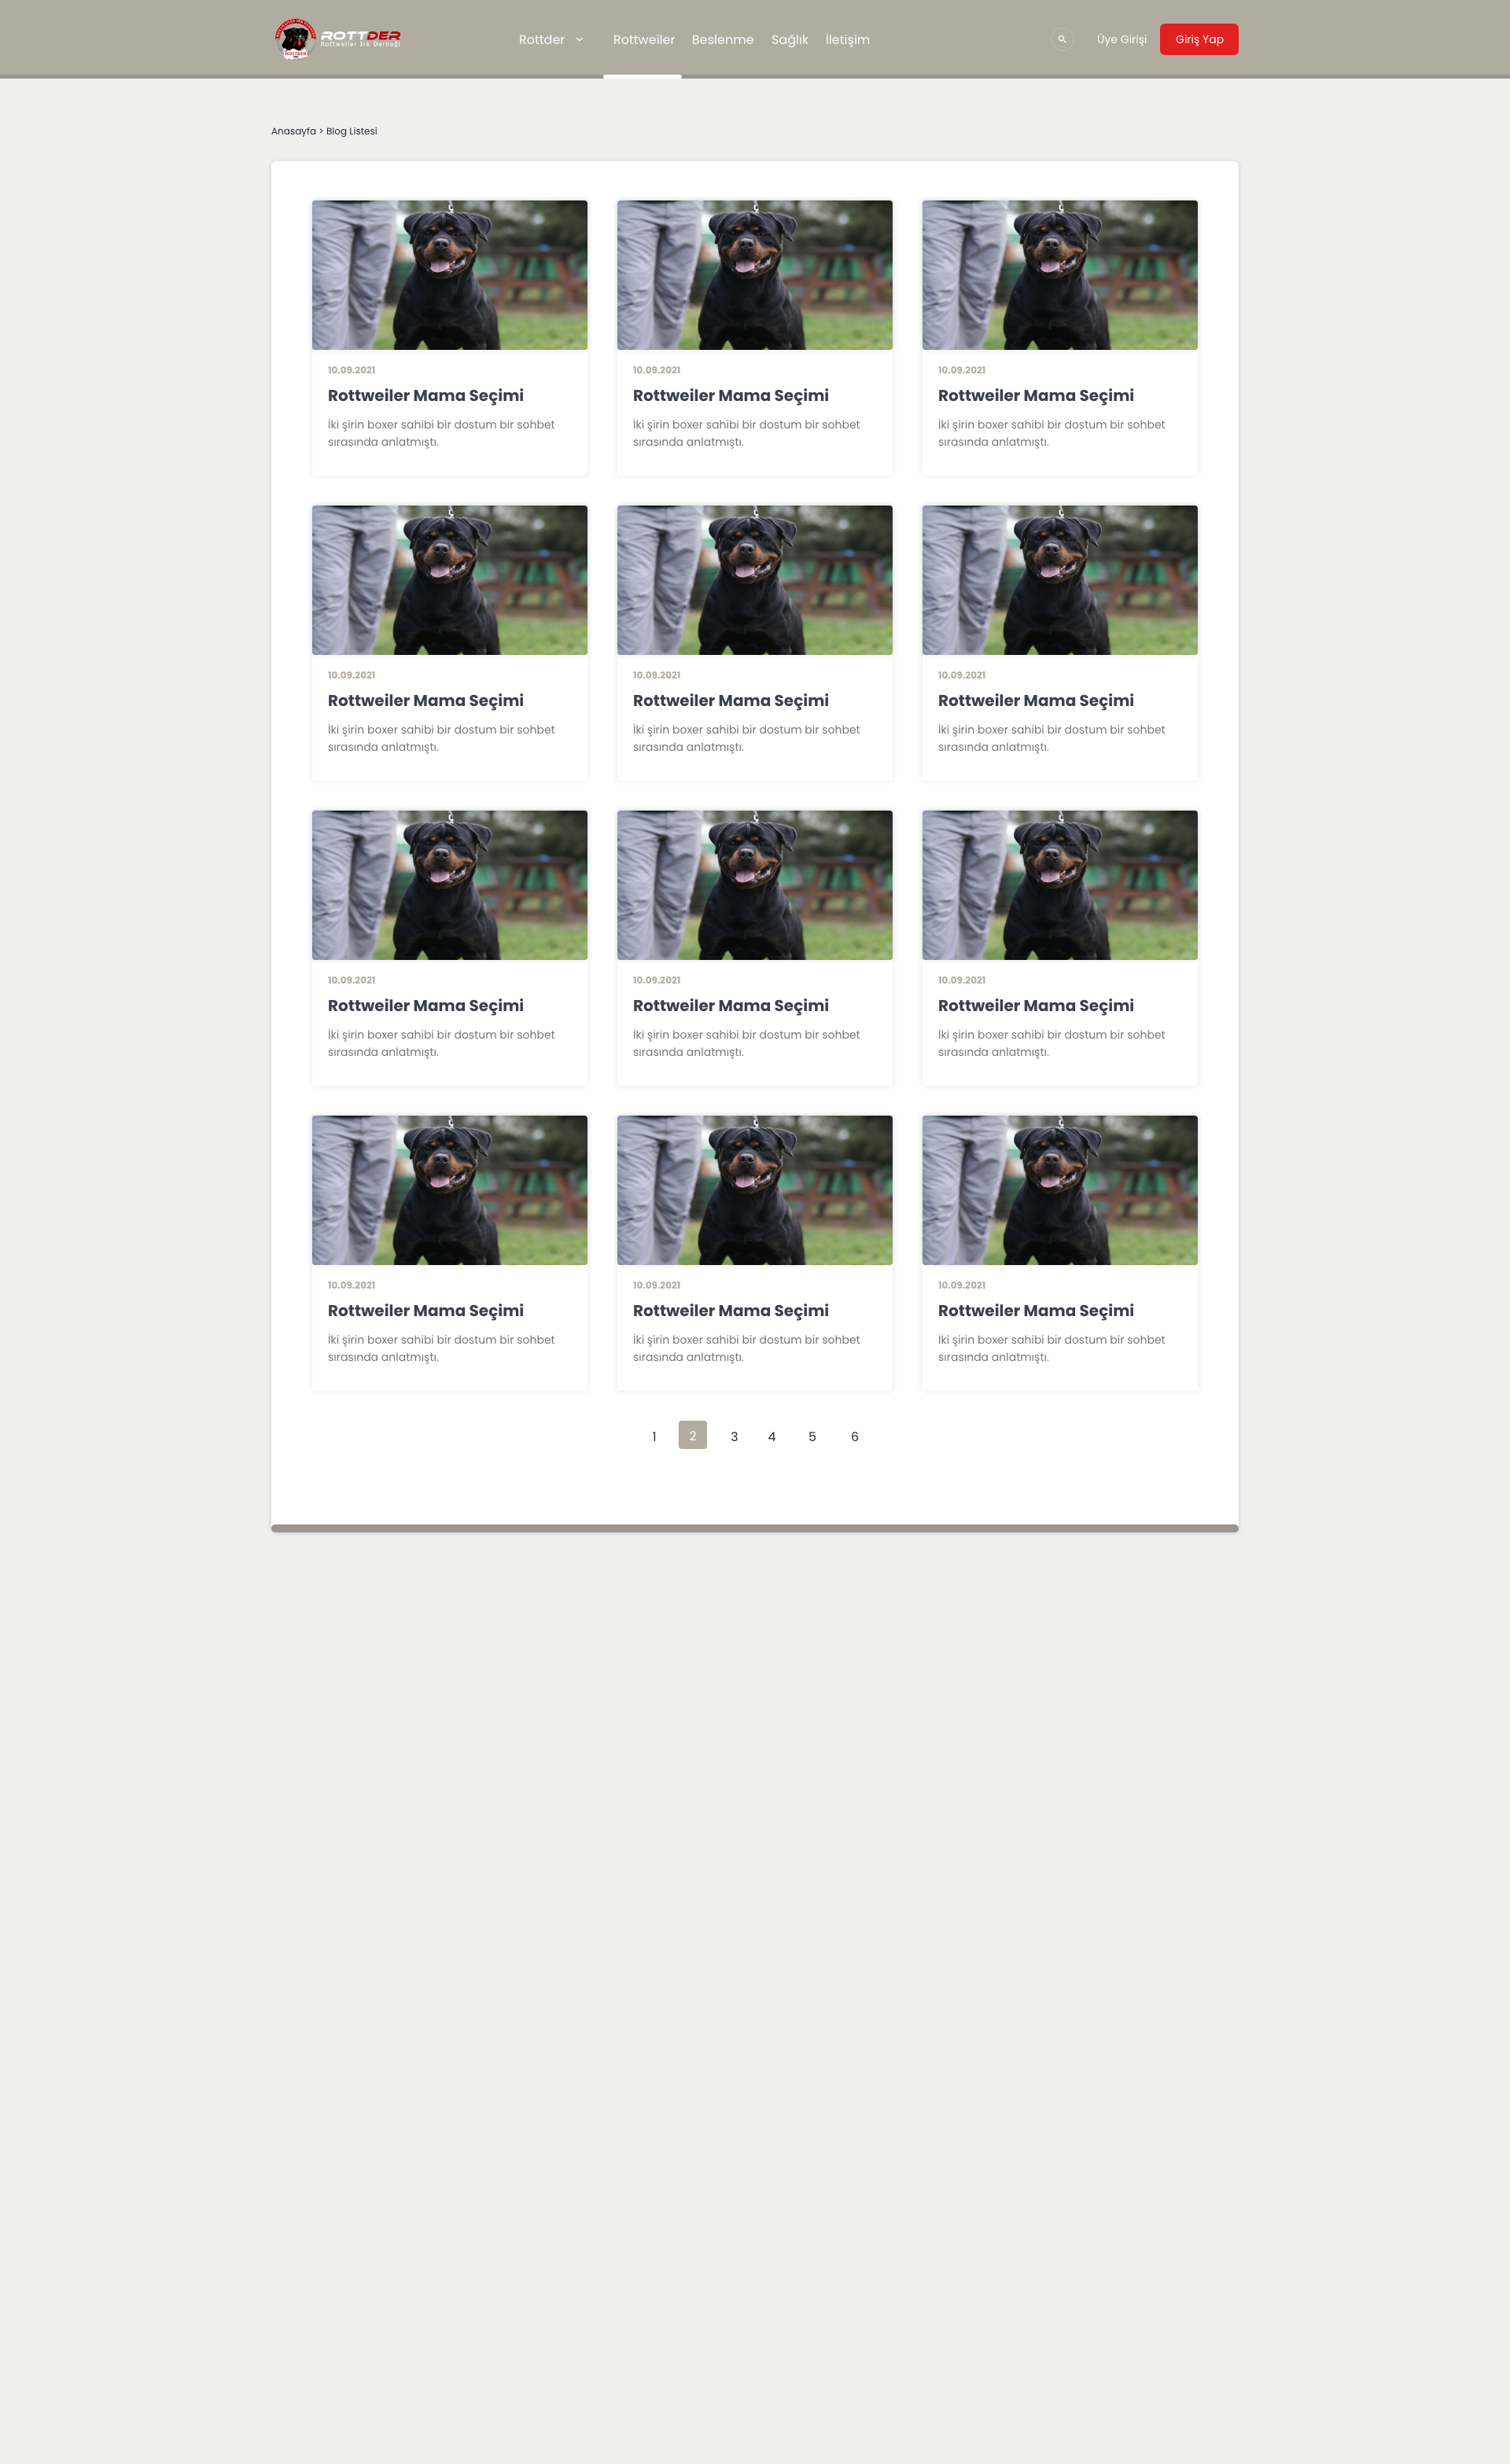 ROTTDER
Rottweiler Irk Derneği
Rottder Rottweiler Beslenme Sağlık İletişim
Üye Girişi Giriş Yap
Anasayfa > Blog Listesi
10.09.2021 10.09.2021 10.09.2021
Rottweiler Mama Seçimi Rottweiler Mama Seçimi Rottweiler Mama Seçimi
İki şirin boxer sahibi bir dostum bir sohbet İki şirin boxer sahibi bir dostum bir sohbet İki şirin boxer sahibi bir dostum bir sohbet
sırasında anlatmıştı. sırasında anlatmıştı. sırasında anlatmıştı.
10.09.2021 10.09.2021 10.09.2021
Rottweiler Mama Seçimi Rottweiler Mama Seçimi Rottweiler Mama Seçimi
İki şirin boxer sahibi bir dostum bir sohbet İki şirin boxer sahibi bir dostum bir sohbet İki şirin boxer sahibi bir dostum bir sohbet
sırasında anlatmıştı. sırasında anlatmıştı. sırasında anlatmıştı.
10.09.2021 10.09.2021 10.09.2021
Rottweiler Mama Seçimi Rottweiler Mama Seçimi Rottweiler Mama Seçimi
İki şirin boxer sahibi bir dostum bir sohbet İki şirin boxer sahibi bir dostum bir sohbet İki şirin boxer sahibi bir dostum bir sohbet
sırasında anlatmıştı. sırasında anlatmıştı. sırasında anlatmıştı.
10.09.2021 10.09.2021 10.09.2021
Rottweiler Mama Seçimi Rottweiler Mama Seçimi Rottweiler Mama Seçimi
İki şirin boxer sahibi bir dostum bir sohbet İki şirin boxer sahibi bir dostum bir sohbet İki şirin boxer sahibi bir dostum bir sohbet
sırasında anlatmıştı. sırasında anlatmıştı. sırasında anlatmıştı.
1 2 3 4 5 6